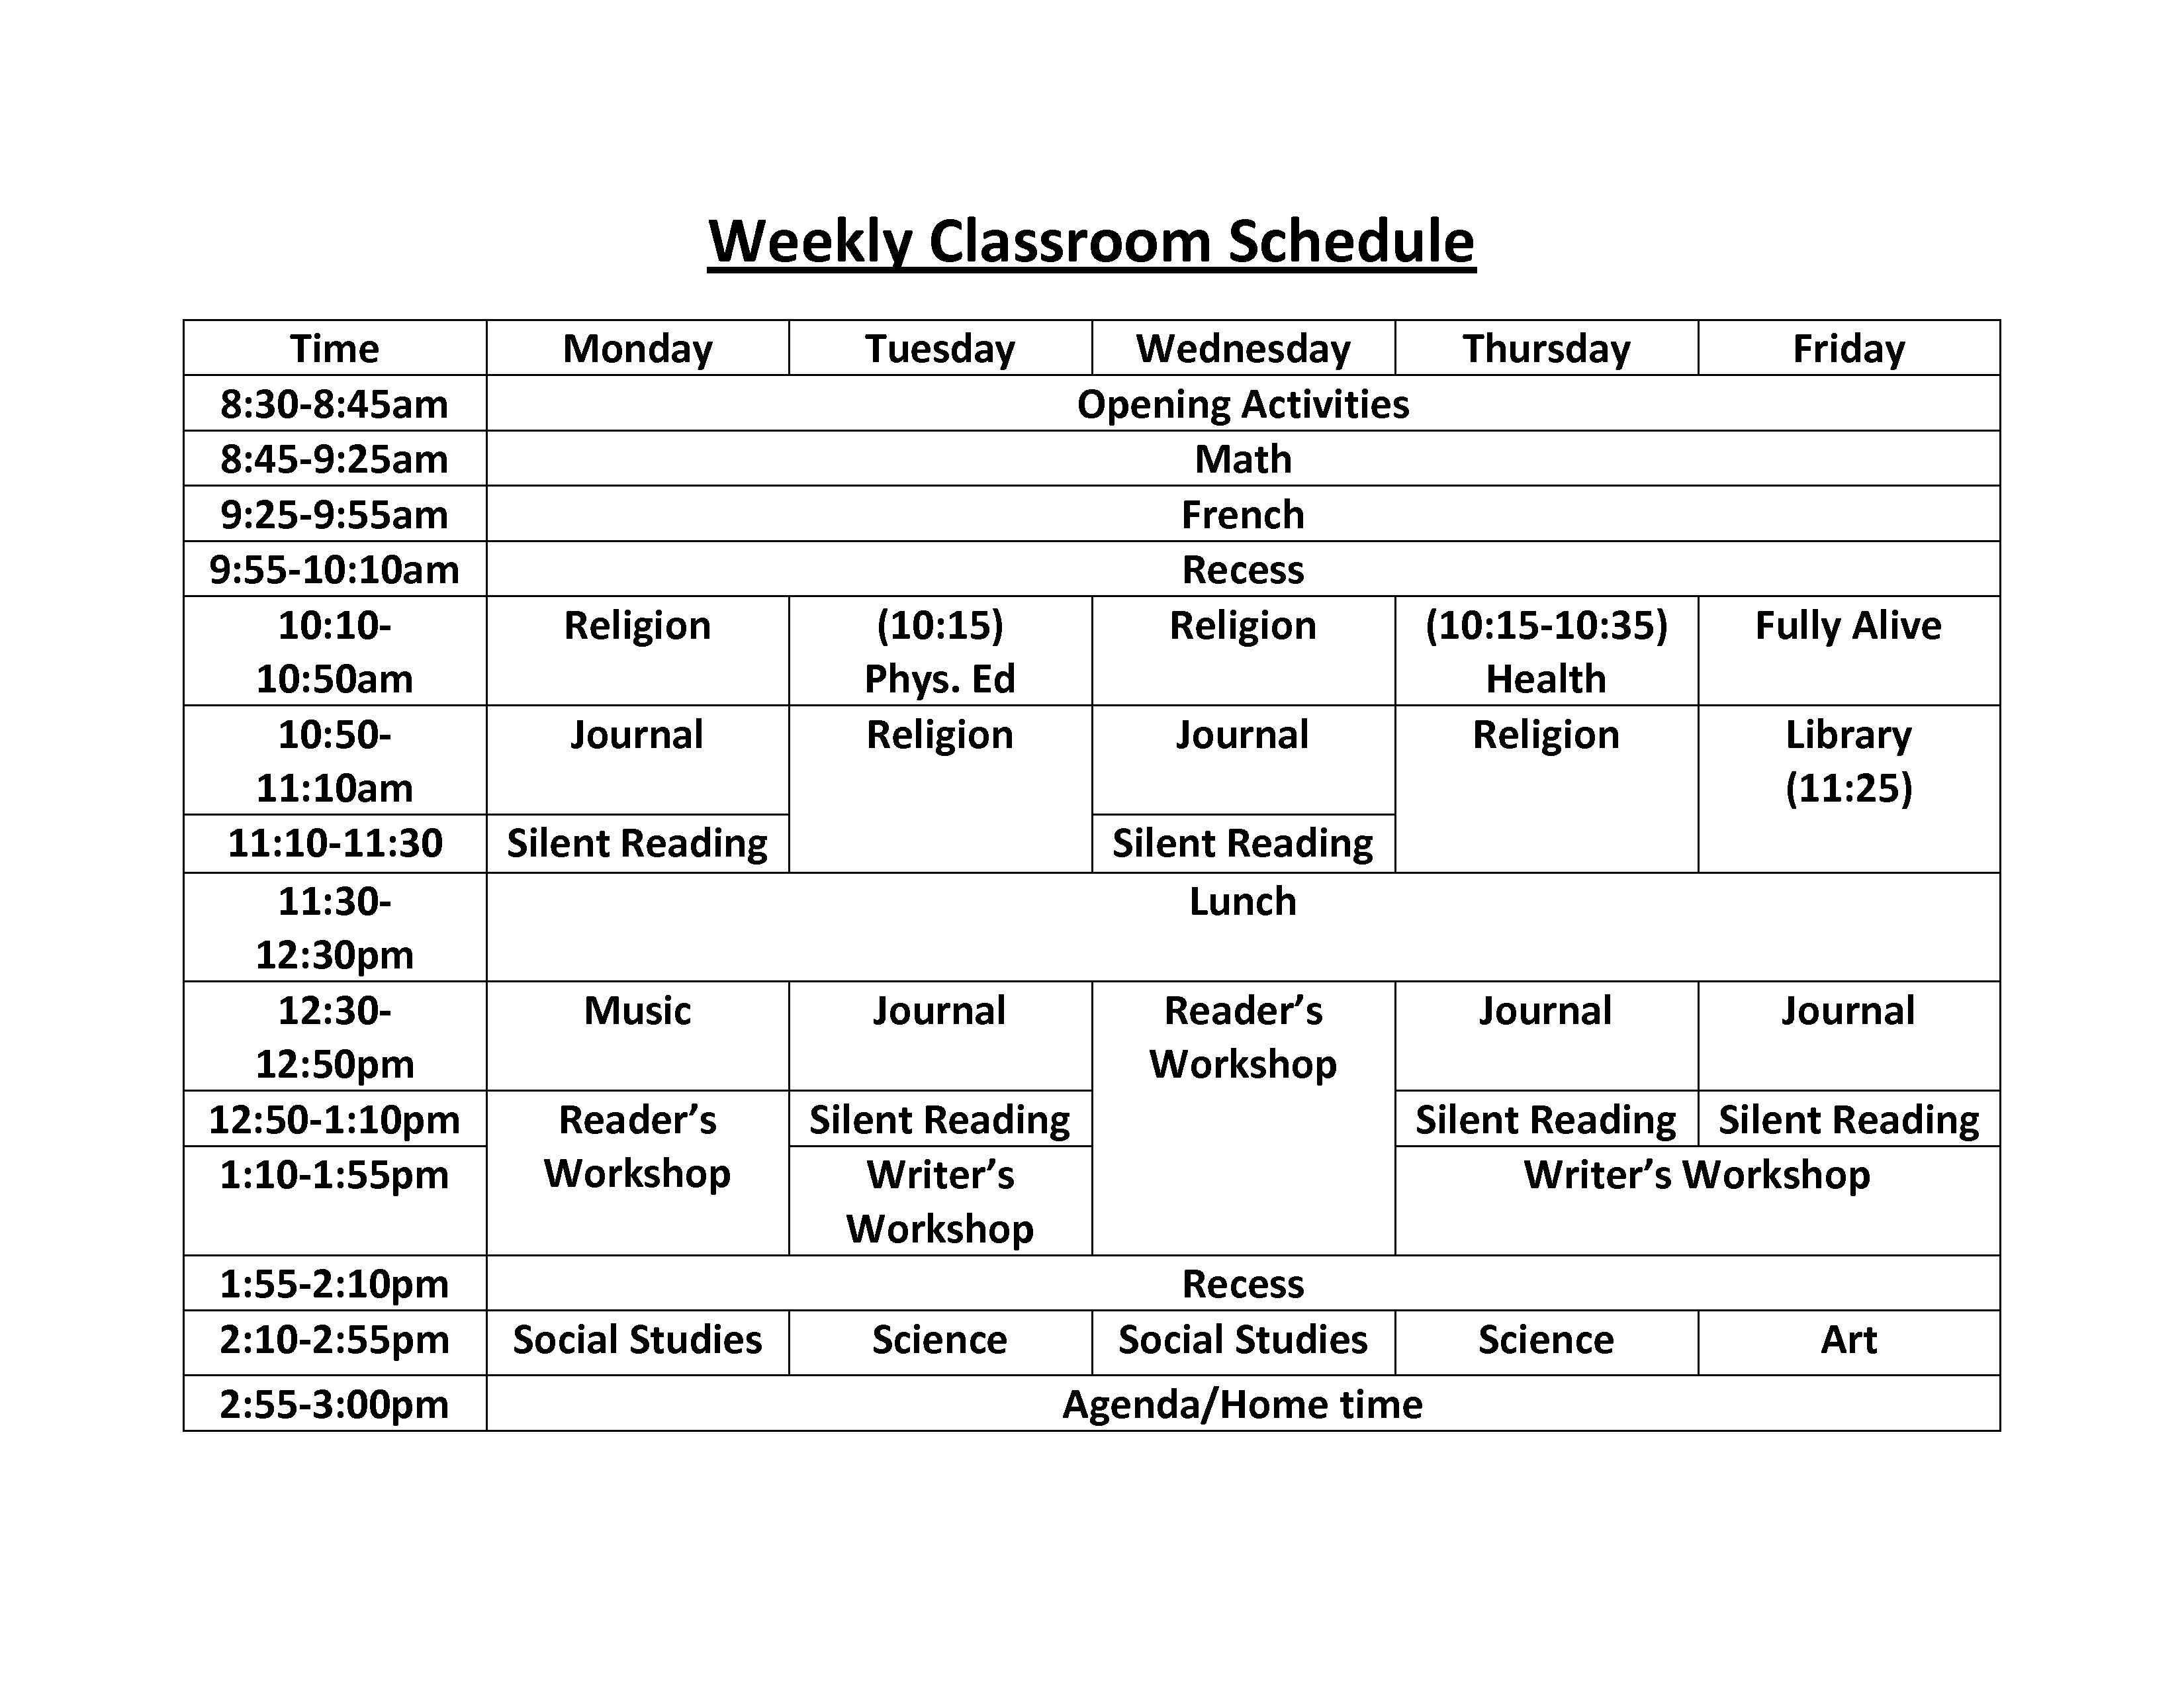 Weekly Classroom Schedule
Time Monday Tuesday Wednesday Thursday Friday
8:30-8:45am Opening Activities
8:45-9:25am Math
9:25-9:55am French
9:55-10:10am Recess
10:10- Religion (10:15) Religion (10:15-10:35) Fully Alive
10:50am Phys. Ed Health
10:50- Journal Religion Journal Religion Library
11:10am (11:25)
11:10-11:30 Silent Reading Silent Reading
11:30- Lunch
12:30pm
12:30- Music Journal Reader’s Journal Journal
12:50pm Workshop
12:50-1:10pm Reader’s Silent Reading Silent Reading Silent Reading
1:10-1:55pm Workshop Writer’s Writer’s Workshop
Workshop
1:55-2:10pm Recess
2:10-2:55pm Social Studies Science Social Studies Science Art
2:55-3:00pm Agenda/Home time